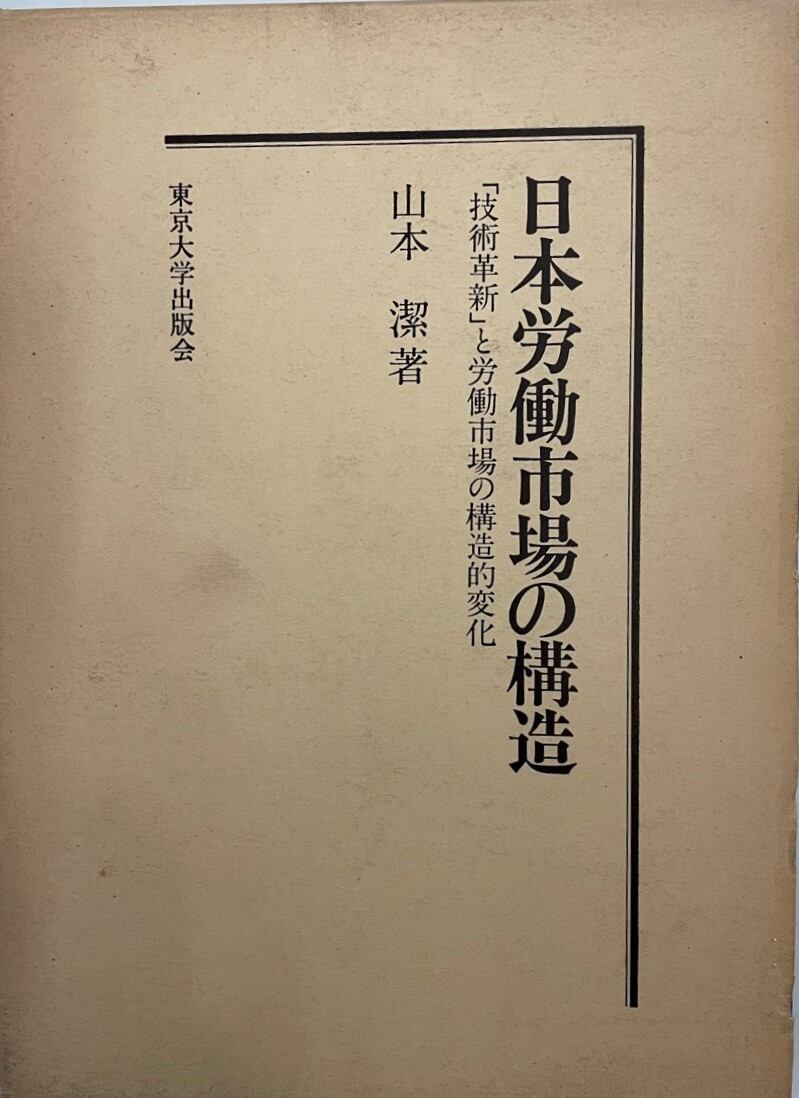 日本労働市場の構造
「技術革新」と労働市場の構造的変化
山本 潔著
東京大学出版会